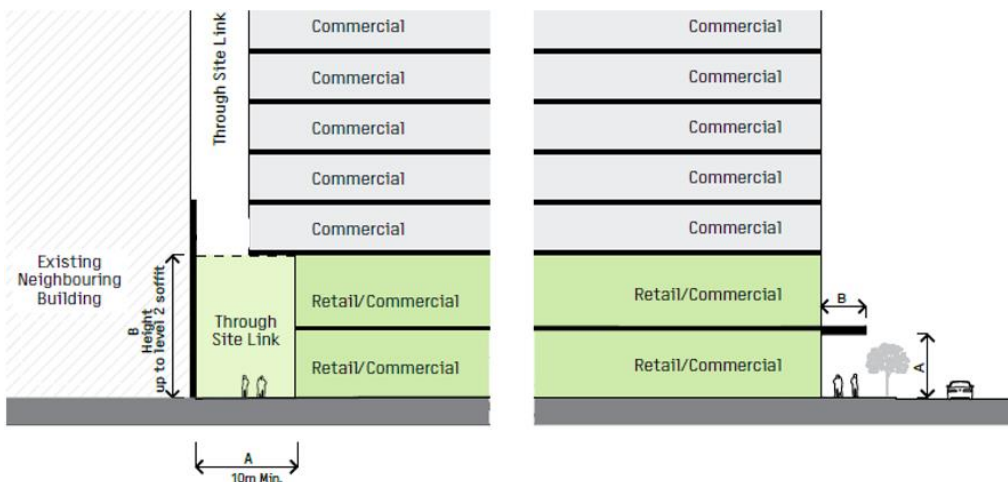 Through Site Link
Commercial
Commercial
Commercial
Commercial
Commercial
Existing
Neighbouring
Building
B
Height
up to level 2 soffit
Through
Site Link
Retail/Commercial
Retail/Commercial
A
10m Min.
Commercial
Commercial
Commercial
Commercial
Commercial
Retail/Commercial
Retail/Commercial
B
A